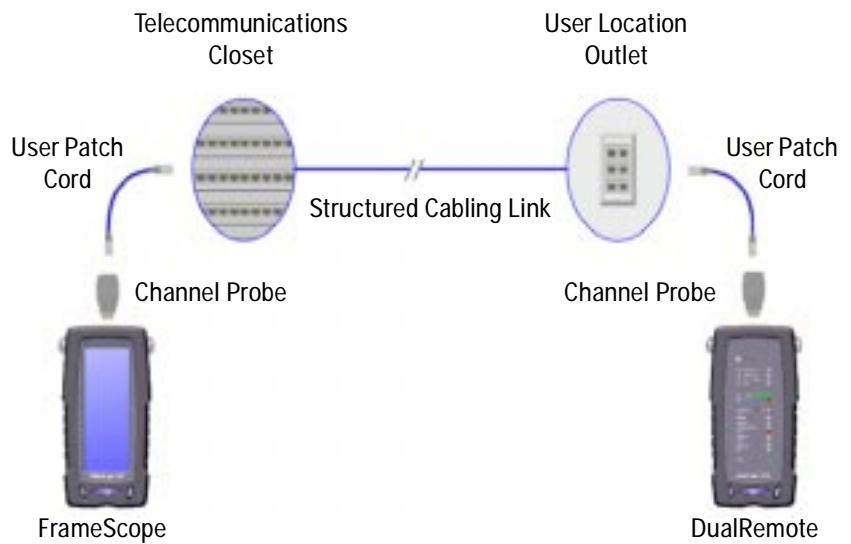 Telecommunications
Closet
User Location
Outlet
User Patch
Cord
User Patch
Cord
Structured Cabling Link
Channel Probe
Channel Probe
FrameScope
DualRemote